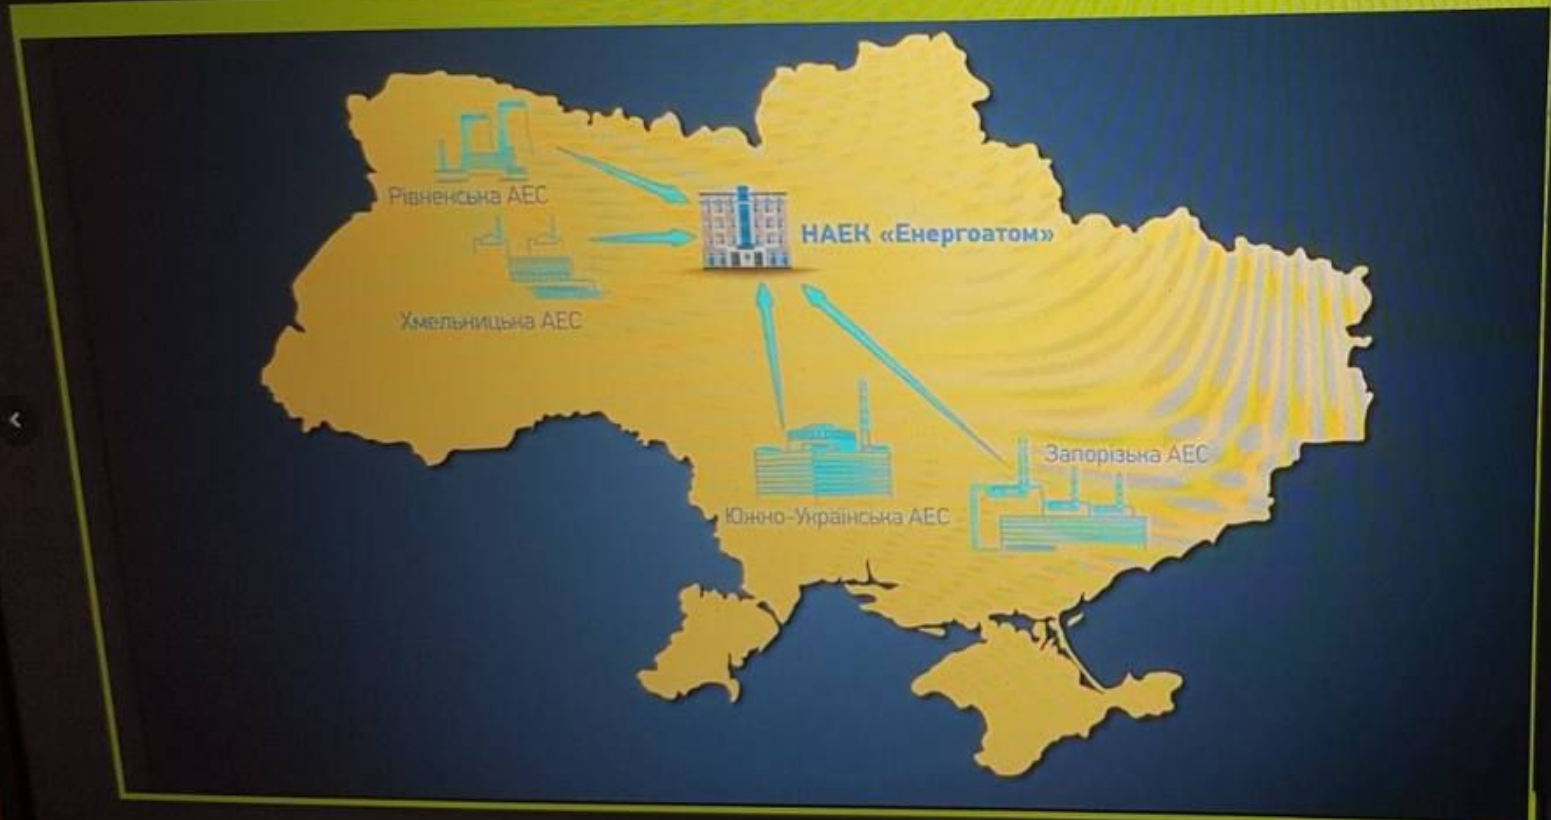 Рівненська АЕС
НАЕК «Енергоатом»
Хмельницька АЕС
Запорізька АЕС
Южно-Українська АЕС